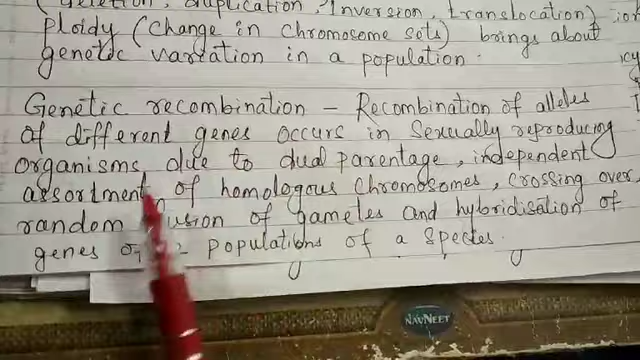 (deletion, duplication, Inversion, translocation)
ploidy (change in chromosome sets) brings about
genetic variation in a population.
Genetic recombination – Recombination of alleles
of different genes occurs in Sexually reproducing
organisms due to dual parentage, independent
assortment of homologous chromosomes, crossing over,
random fusion of gametes and hybridisation of
genes populations of a species.
NAVNEET